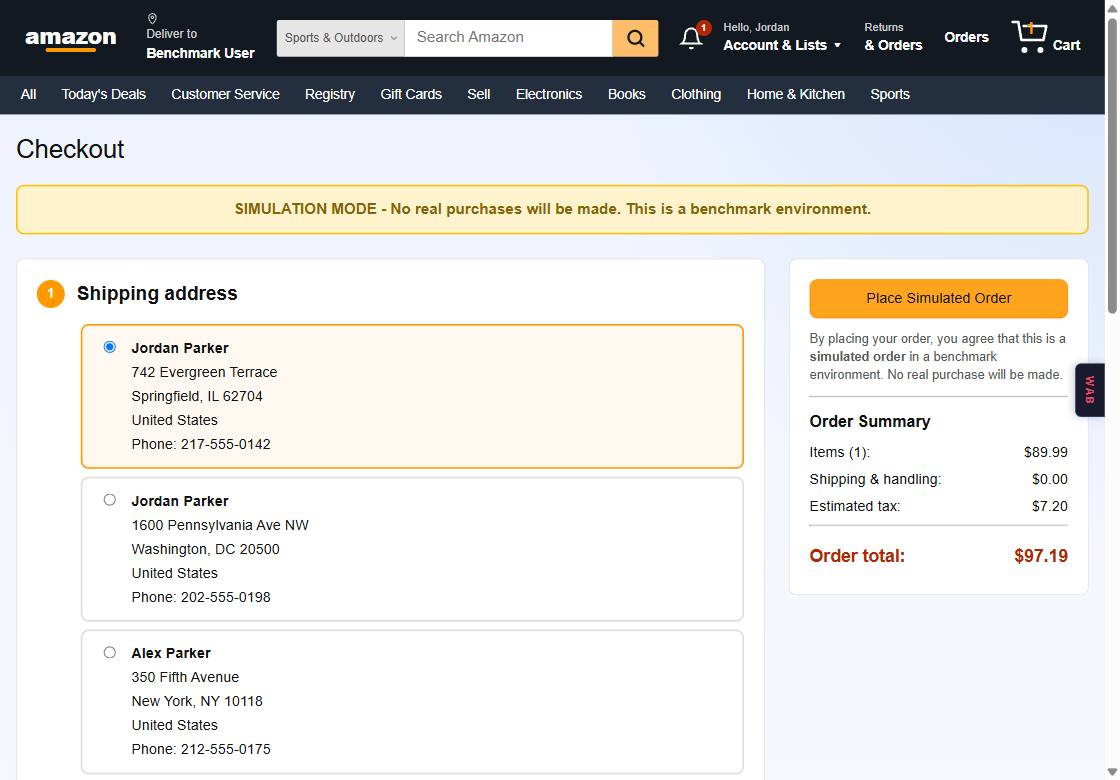 amazon
Deliver to
Benchmark User
Sports & Outdoors
Search Amazon
1
Hello, Jordan
Account & Lists
Returns
& Orders
Orders
1
Cart
All
Today's Deals
Customer Service
Registry
Gift Cards
Sell
Electronics
Books
Clothing
Home & Kitchen
Sports
Checkout
SIMULATION MODE - No real purchases will be made. This is a benchmark environment.
1
Shipping address
Jordan Parker
742 Evergreen Terrace
Springfield, IL 62704
United States
Phone: 217-555-0142
Jordan Parker
1600 Pennsylvania Ave NW
Washington, DC 20500
United States
Phone: 202-555-0198
Alex Parker
350 Fifth Avenue
New York, NY 10118
United States
Phone: 212-555-0175
Place Simulated Order
By placing your order, you agree that this is a
simulated order in a benchmark
environment. No real purchase will be made.
Order Summary
Items (1): $89.99
Shipping & handling: $0.00
Estimated tax: $7.20
Order total: $97.19
WAB